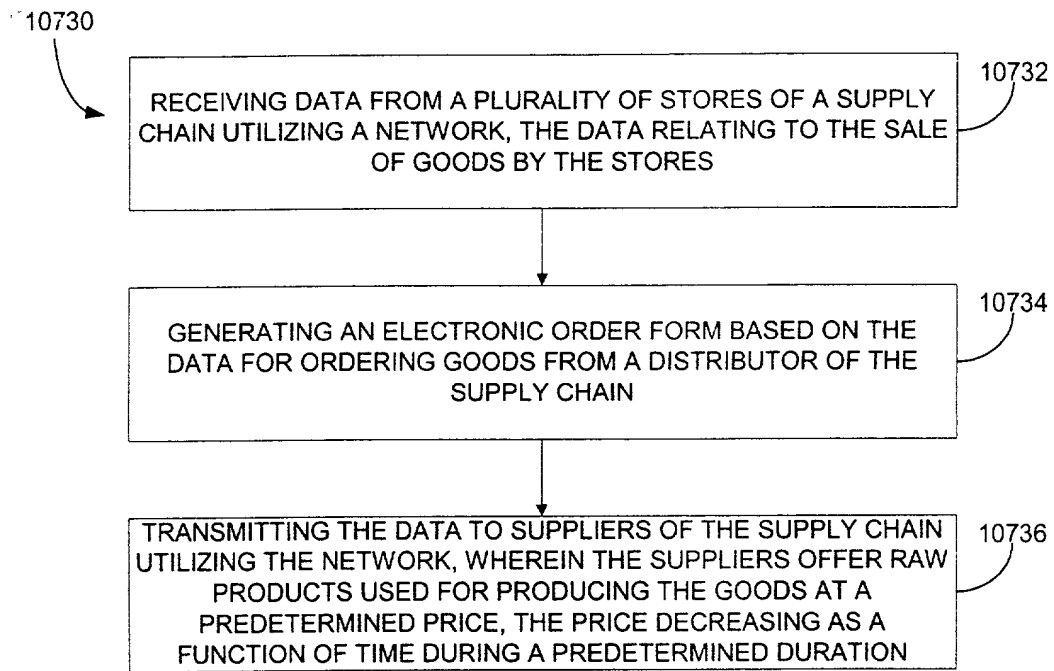 10730
10732
RECEIVING DATA FROM A PLURALITY OF STORES OF A SUPPLY
CHAIN UTILIZING A NETWORK, THE DATA RELATING TO THE SALE
OF GOODS BY THE STORES
10734
GENERATING AN ELECTRONIC ORDER FORM BASED ON THE
DATA FOR ORDERING GOODS FROM A DISTRIBUTOR OF THE
SUPPLY CHAIN
10736
TRANSMITTING THE DATA TO SUPPLIERS OF THE SUPPLY CHAIN
UTILIZING THE NETWORK, WHEREIN THE SUPPLIERS OFFER RAW
PRODUCTS USED FOR PRODUCING THE GOODS AT A
PREDETERMINED PRICE, THE PRICE DECREASING AS A
FUNCTION OF TIME DURING A PREDETERMINED DURATION